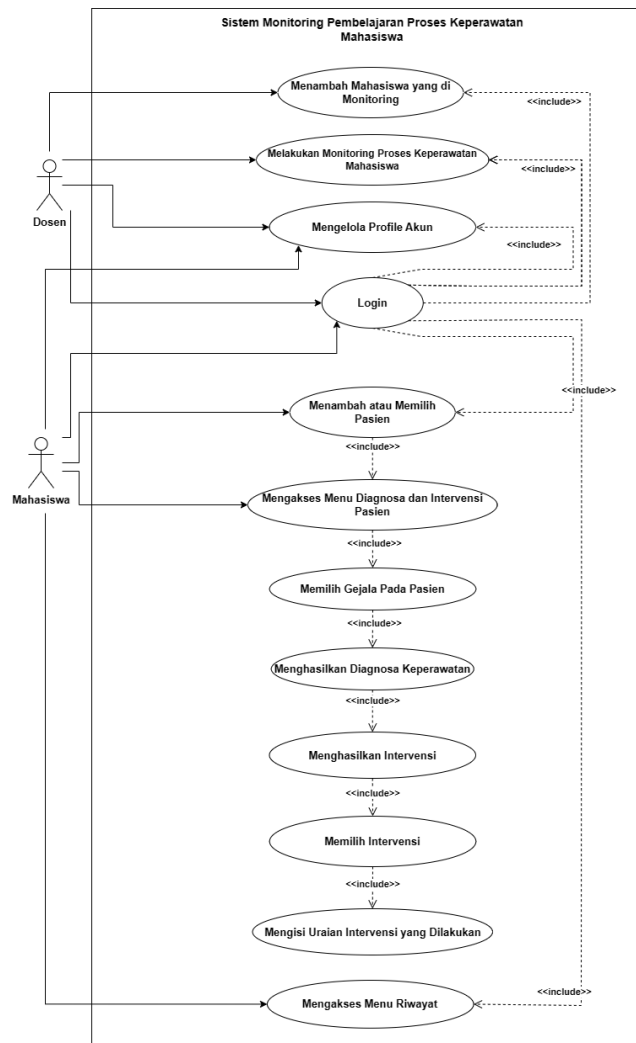 Sistem Monitoring Pembelajaran Proses Keperawatan
Mahasiswa
Menambah Mahasiswa yang di
Monitoring
<<include>>
Melakukan Monitoring Proses Keperawatan
Mahasiswa
<<include>>
Dosen
Mengelola Profile Akun
<<include>>
Login
<<include>>
Menambah atau Memilih
Pasien
<<include>>
Mahasiswa
Mengakses Menu Diagnosa dan Intervensi
Pasien
<<include>>
Memilih Gejala Pada Pasien
<<include>>
Menghasilkan Diagnosa Keperawatan
<<include>>
Menghasilkan Intervensi
<<include>>
Memilih Intervensi
<<include>>
Mengisi Uraian Intervensi yang Dilakukan
<<include>>
Mengakses Menu Riwayat